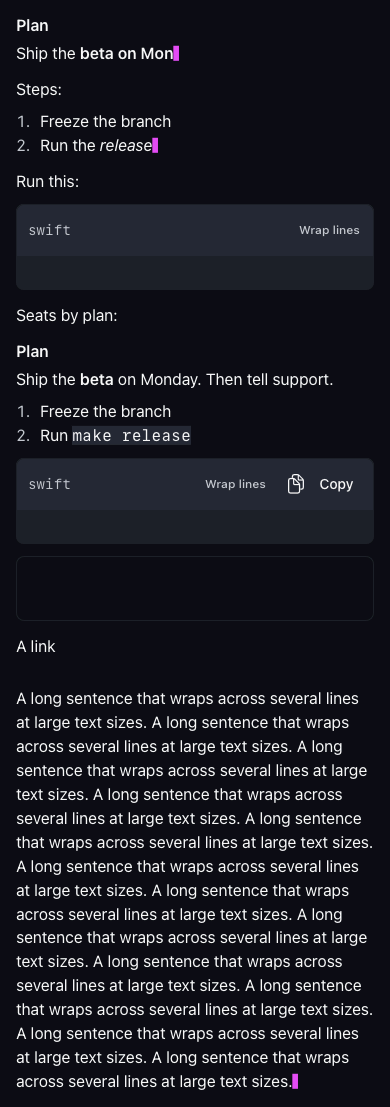 Plan
Ship the beta on Mon
Steps:
1. Freeze the branch
2. Run the release
Run this:
swift Wrap lines
Seats by plan:
Plan
Ship the beta on Monday. Then tell support.
1. Freeze the branch
2. Run make release
swift Wrap lines Copy
A link
A long sentence that wraps across several lines
at large text sizes. A long sentence that wraps
across several lines at large text sizes. A long
sentence that wraps across several lines at large
text sizes. A long sentence that wraps across
several lines at large text sizes. A long sentence
that wraps across several lines at large text sizes.
A long sentence that wraps across several lines
at large text sizes. A long sentence that wraps
across several lines at large text sizes. A long
sentence that wraps across several lines at large
text sizes. A long sentence that wraps across
several lines at large text sizes. A long sentence
that wraps across several lines at large text sizes.
A long sentence that wraps across several lines
at large text sizes. A long sentence that wraps
across several lines at large text sizes.